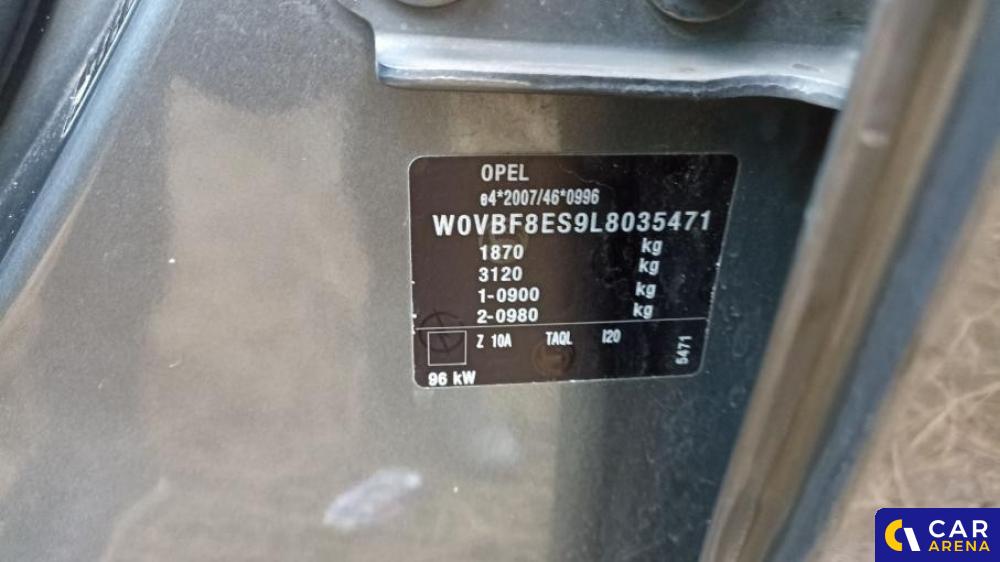 OPEL
e4*2007/46*0996
W0VBF8ES9L8035471
1870 kg
3120 kg
1-0900 kg
2-0980 kg
Z 10A TAQL I20
5471
96 kW
CAR
ARENA